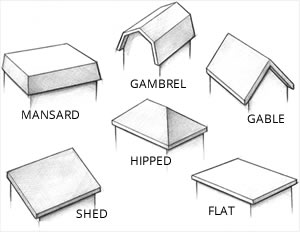 GAMBREL
MANSARD
GABLE
HIPPED
SHED
FLAT